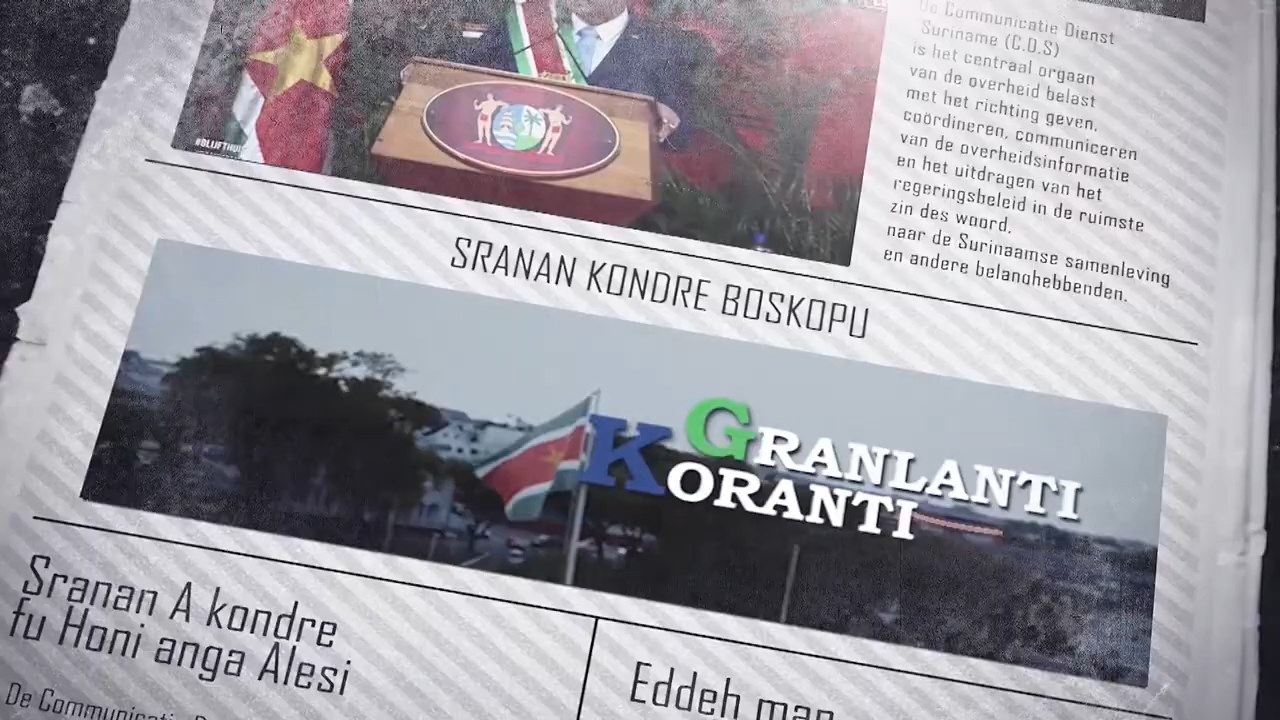 De Communicatie Dienst
Suriname (C.D.S)
is het centraal orgaan
van de overheid belast
met het richting geven,
coördineren, communiceren
van de overheidsinformatie
en het uitdragen van het
regeringsbeleid in de ruimste
zin des woord.
naar de Surinaamse samenleving
en andere belanghebbenden.
SRANAN KONDRE BOSKOPU
GRANLANTI
KORANTI
Sranan A kondre
fu Honi anga Alesi
De
Eddeh man